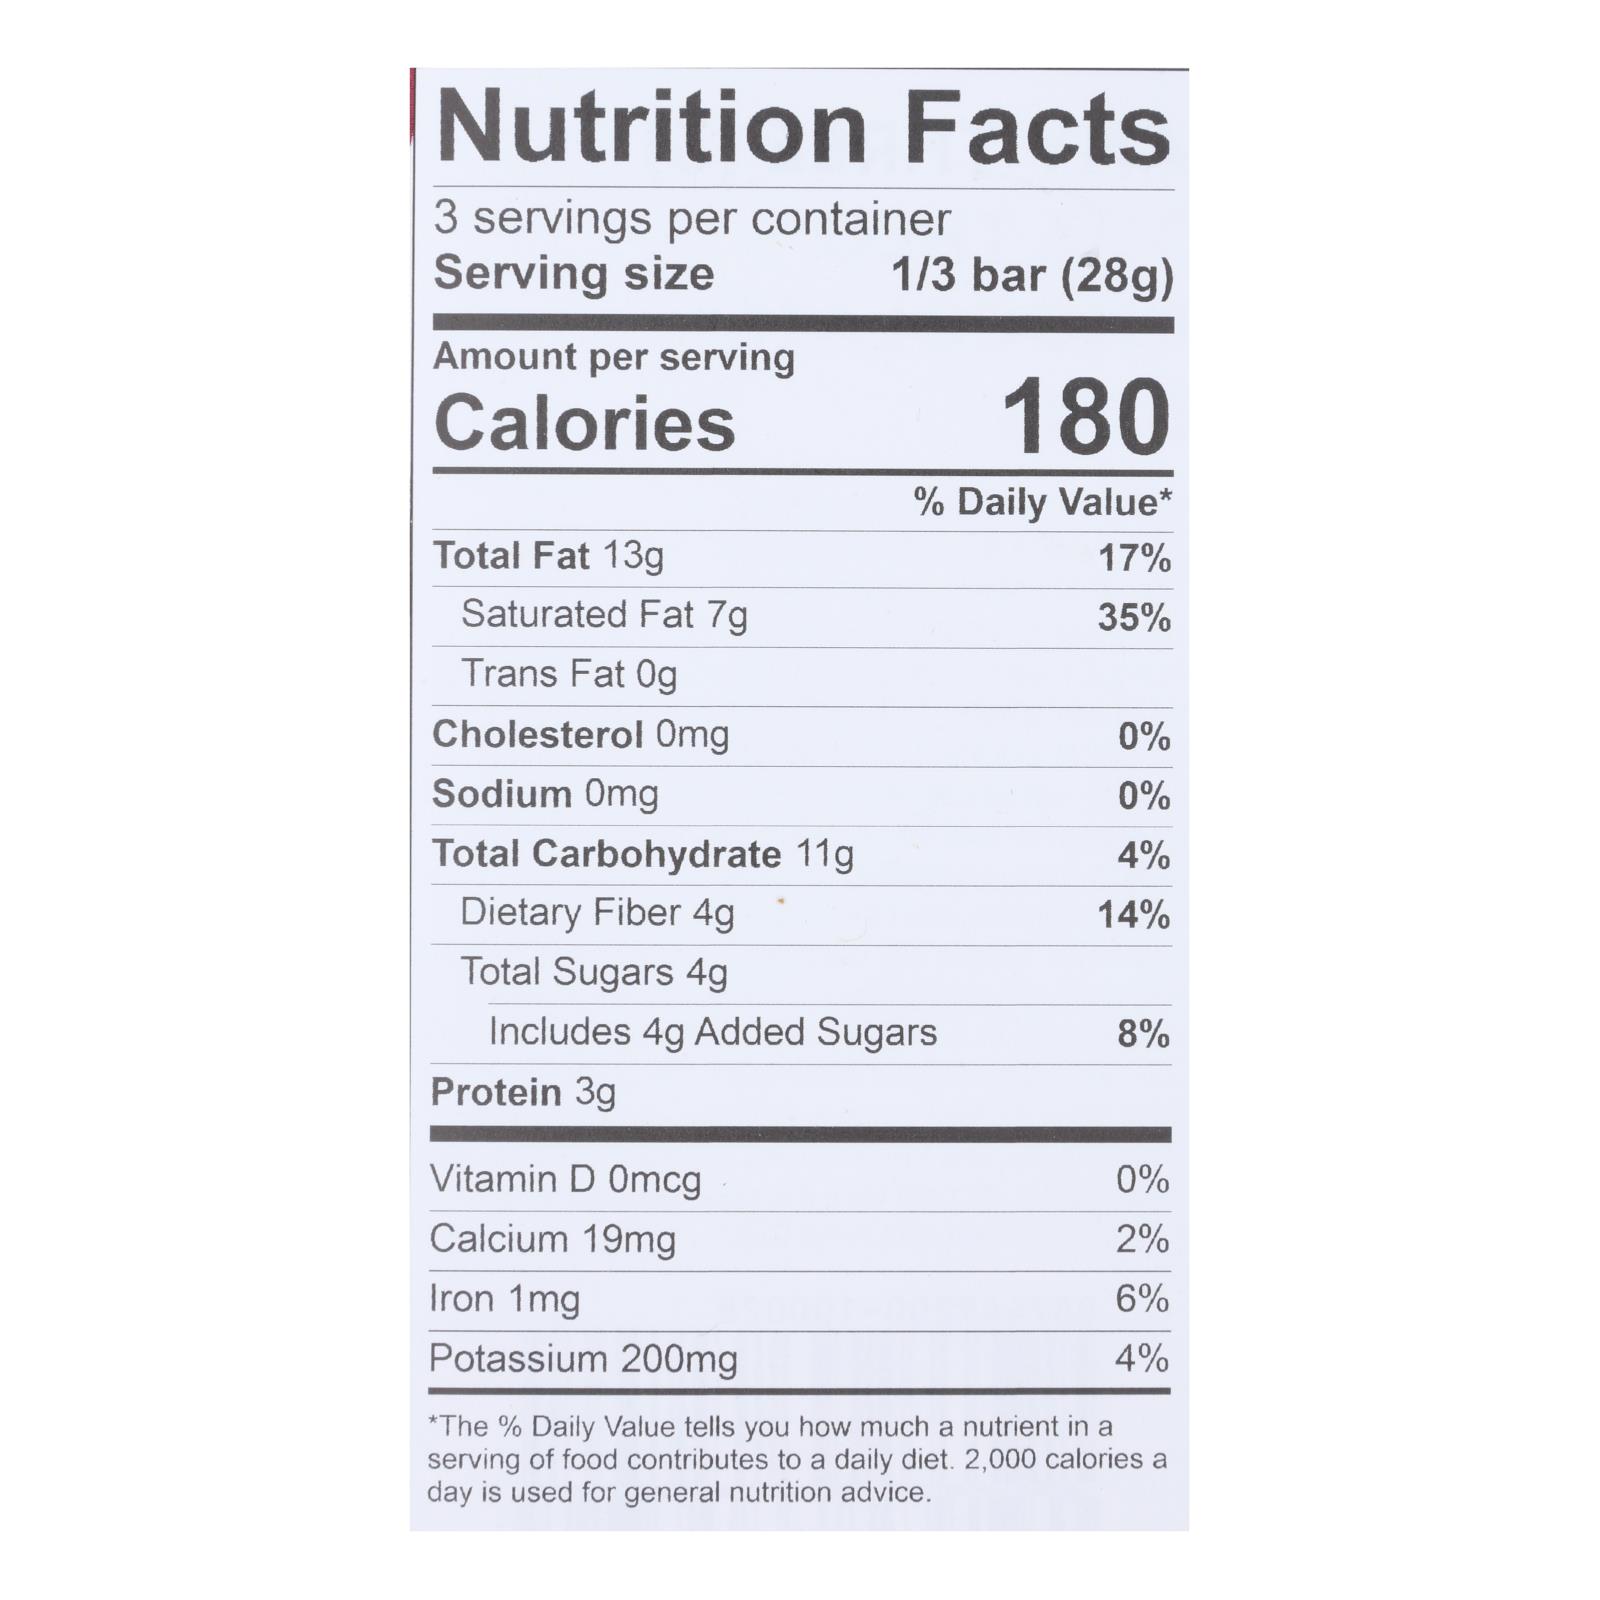 Nutrition Facts
3 servings per container
Serving size 1/3 bar (28g)
Amount per serving
Calories 180
% Daily Value*
Total Fat 13g 17%
Saturated Fat 7g 35%
Trans Fat 0g
Cholesterol 0mg 0%
Sodium 0mg 0%
Total Carbohydrate 11g 4%
Dietary Fiber 4g 14%
Total Sugars 4g
Includes 4g Added Sugars 8%
Protein 3g
Vitamin D 0mcg 0%
Calcium 19mg 2%
Iron 1mg 6%
Potassium 200mg 4%
*The % Daily Value tells you how much a nutrient in a
serving of food contributes to a daily diet. 2,000 calories a
day is used for general nutrition advice.